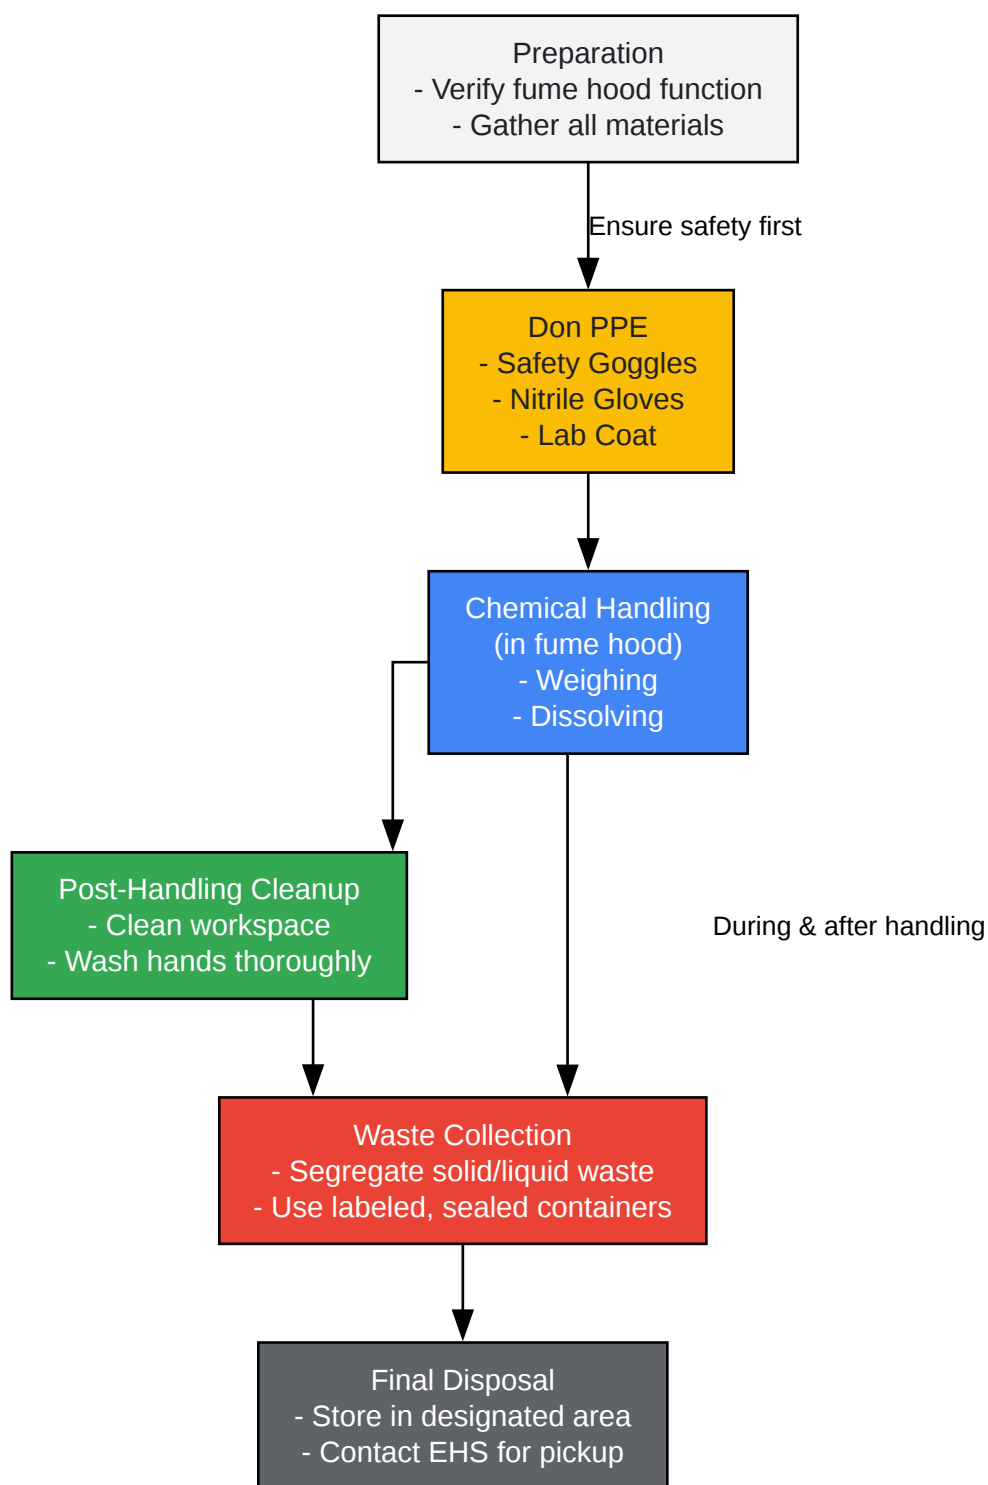 Preparation
- Verify fume hood function
- Gather all materials
Ensure safety first
Don PPE
- Safety Goggles
- Nitrile Gloves
- Lab Coat
Chemical Handling
(in fume hood)
- Weighing
- Dissolving
Post-Handling Cleanup
- Clean workspace
- Wash hands thoroughly
During & after handling
Waste Collection
- Segregate solid/liquid waste
- Use labeled, sealed containers
Final Disposal
- Store in designated area
- Contact EHS for pickup